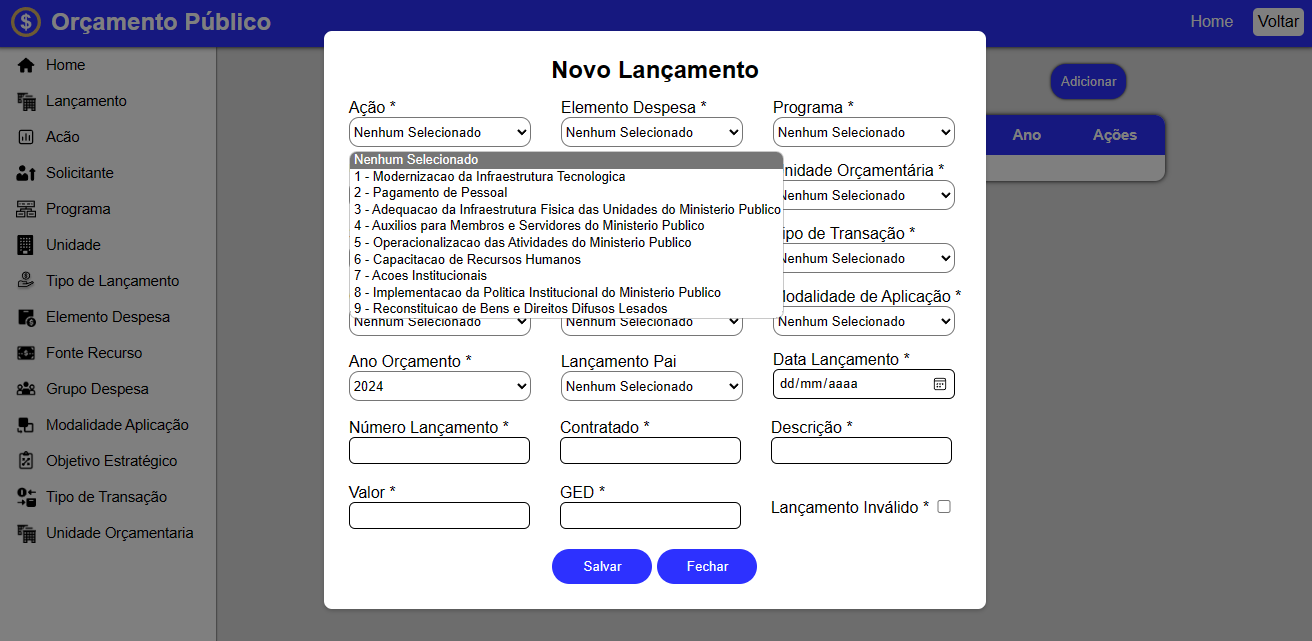 Orçamento Público
Home
Voltar
Home
Lançamento
Ação
Solicitante
Programa
Unidade
Tipo de Lançamento
Elemento Despesa
Fonte Recurso
Grupo Despesa
Modalidade Aplicação
Objetivo Estratégico
Tipo de Transação
Unidade Orçamentaria
Adicionar
Ano Ações
Novo Lançamento
Ação * Elemento Despesa * Programa *
Nenhum Selecionado Nenhum Selecionado Nenhum Selecionado
Nenhum Selecionado
1 - Modernizacao da Infraestrutura Tecnologica
2 - Pagamento de Pessoal
3 - Adequacao da Infraestrutura Fisica das Unidades do Ministerio Publico
4 - Auxilios para Membros e Servidores do Ministerio Publico
5 - Operacionalizacao das Atividades do Ministerio Publico
6 - Capacitacao de Recursos Humanos
7 - Acoes Institucionais
8 - Implementacao da Politica Institucional do Ministerio Publico
9 - Reconstituicao de Bens e Direitos Difusos Lesados
nidade Orçamentária *
Nenhum Selecionado
ipo de Transação *
Nenhum Selecionado
odalidade de Aplicação *
Nenhum Selecionado Nenhum Selecionado Nenhum Selecionado
Ano Orçamento * Lançamento Pai Data Lançamento *
2024 Nenhum Selecionado dd/mm/aaaa
Número Lançamento * Contratado * Descrição *
Valor * GED * Lançamento Inválido *
Salvar Fechar